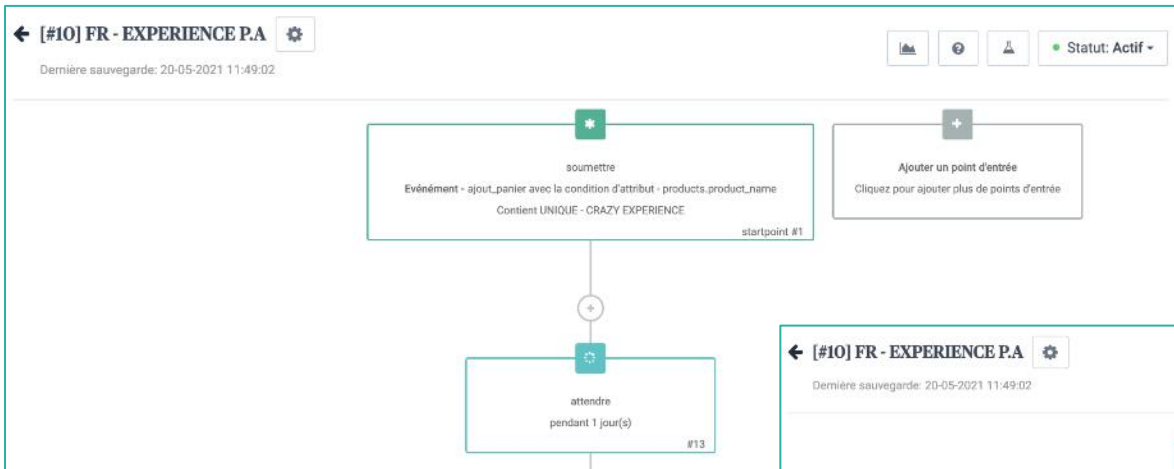 [#10] FR - EXPERIENCE P.A
Statut: Actif
Dernière sauvegarde: 20-05-2021 11:49:02
soumettre
Evénément - ajout_panier avec la condition d'attribut - products.product_name
Contient UNIQUE - CRAZY EXPERIENCE
startpoint #1
Ajouter un point d'entrée
Cliquez pour ajouter plus de points d'entrée
attendre
pendant 1 jour(s)
#13
[#10] FR - EXPERIENCE P.A
Dernière sauvegarde: 20-05-2021 11:49:02